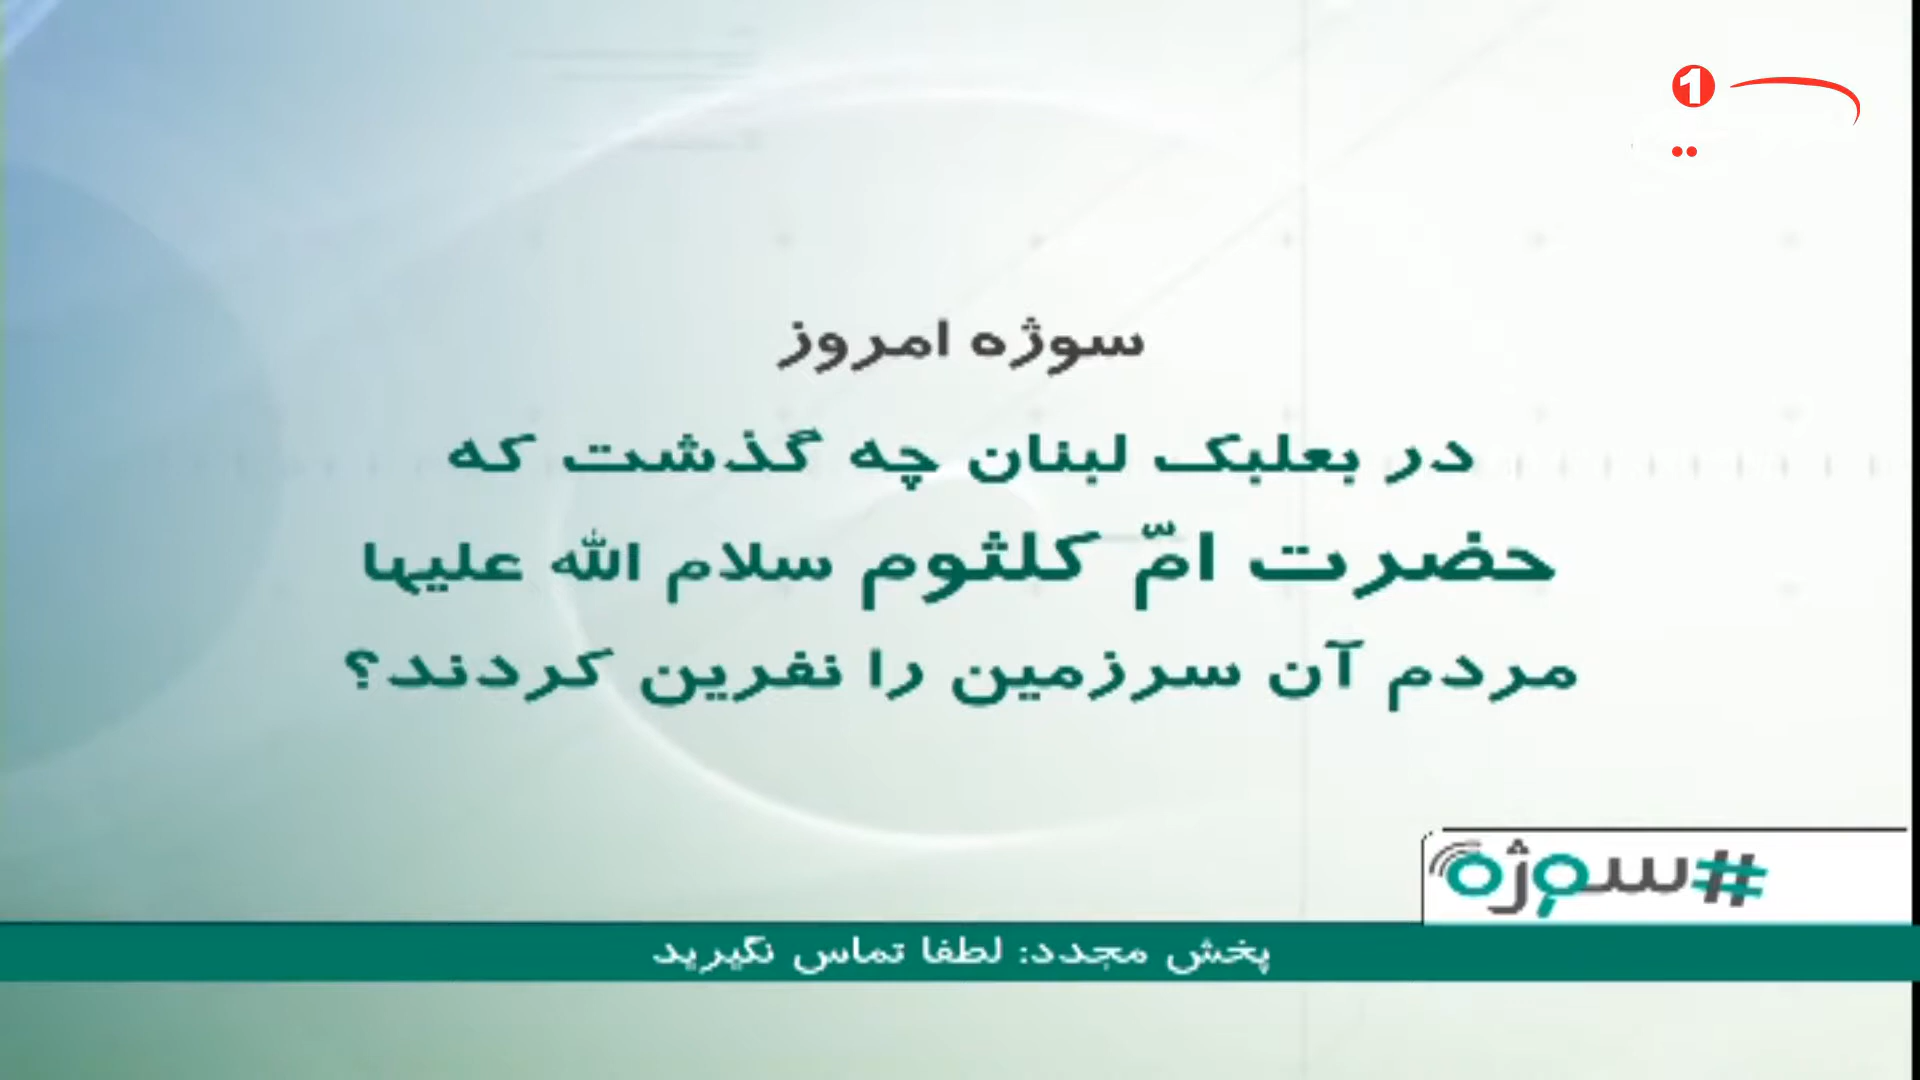 1
سوژه امروز
در بعلبک لبنان چه گذشت که
حضرت امّ کلثوم سلام الله علیها
مردم آن سرزمین را نفرین کردند؟
#سوژه
پخش مجدد: لطفا تماس نگیرید